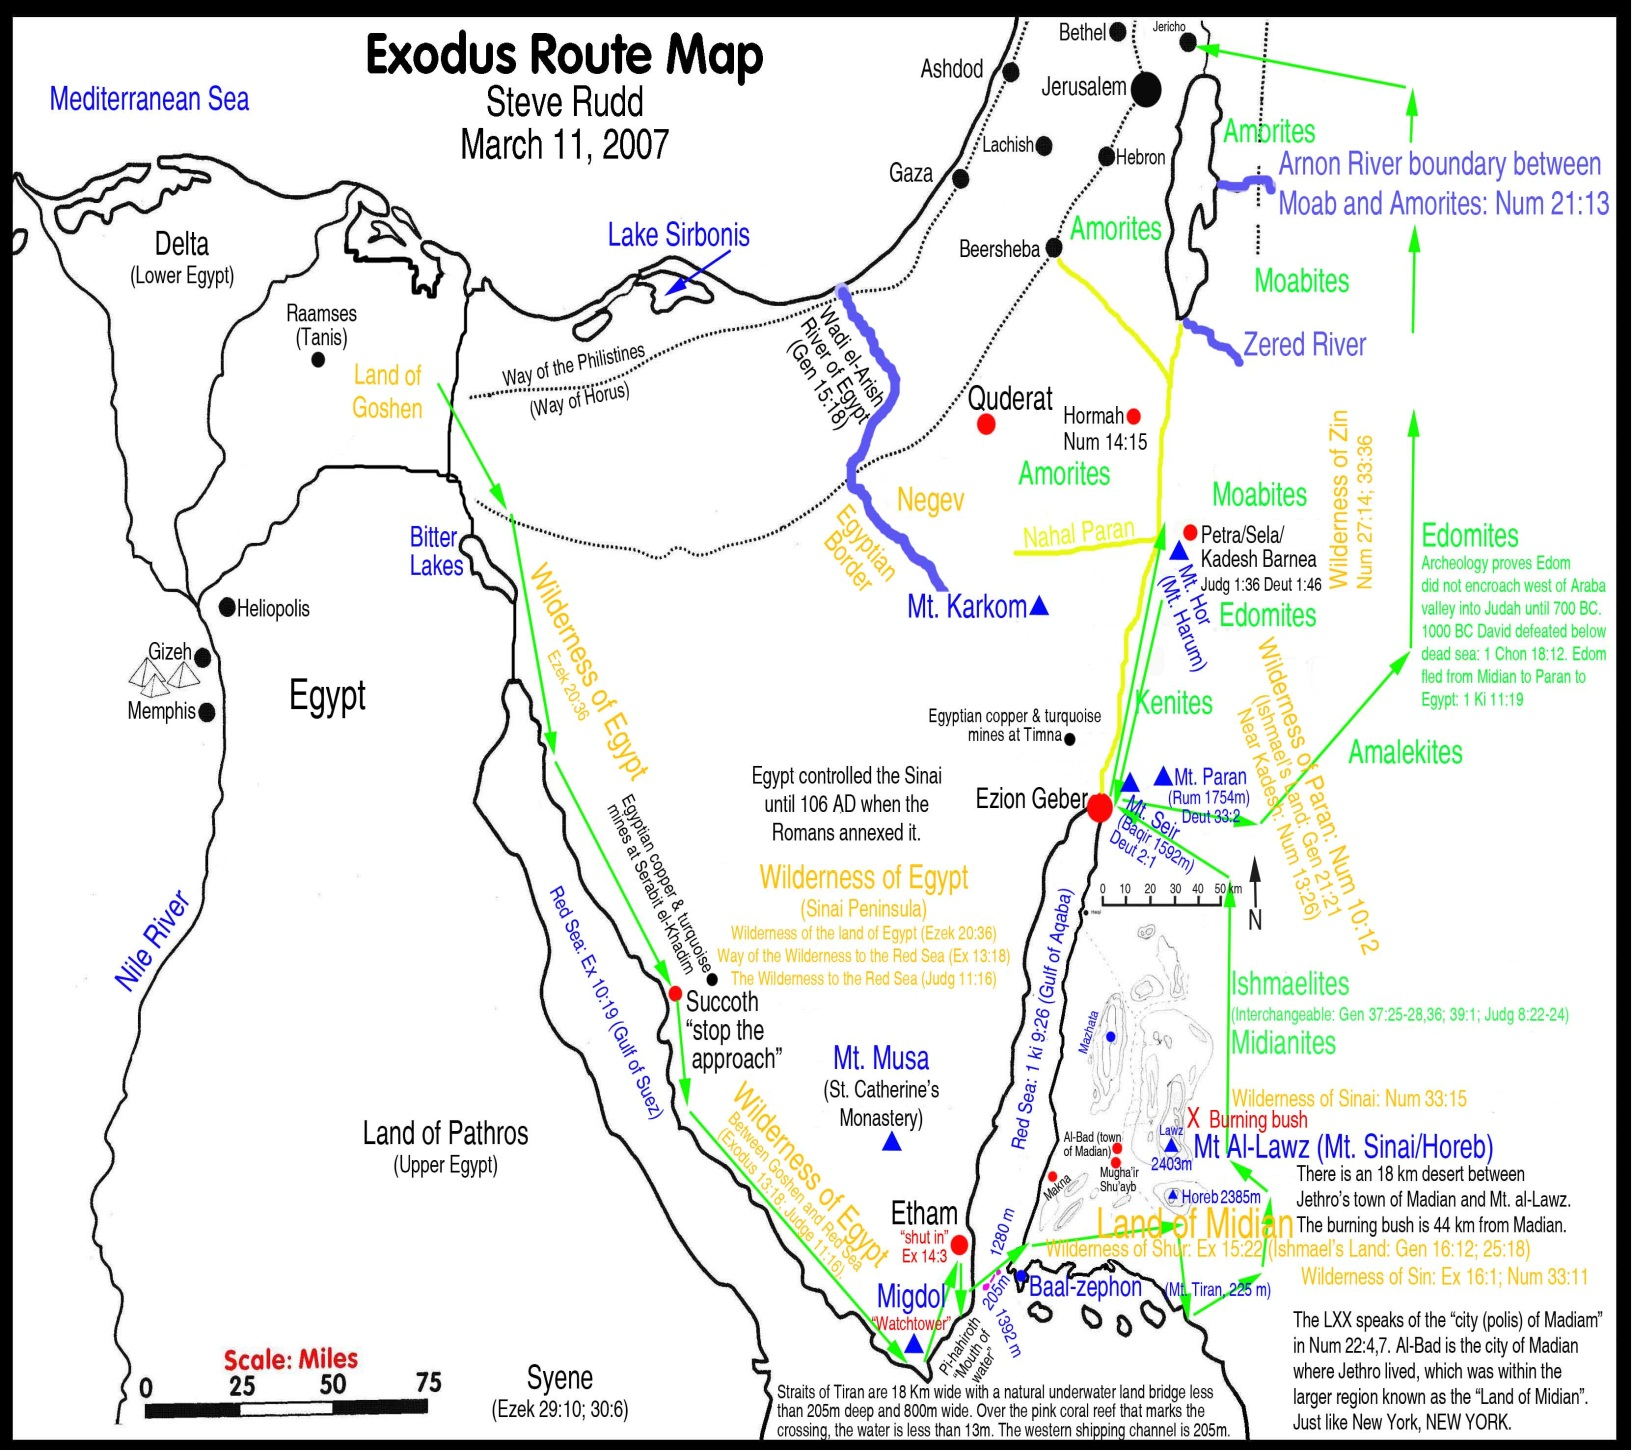 Exodus Route Map
Steve Rudd
March 11, 2007
Mediterranean Sea
Bethel
Jericho
Ashdod
Jerusalem
Lachish
Hebron
Gaza
Amorites
Arnon River boundary between
Moab and Amorites: Num 21:13
Delta
(Lower Egypt)
Lake Sirbonis
Beersheba
Amorites
Moabites
Raamses
(Tanis)
Land of
Goshen
Way of the Philistines
(Way of Horus)
Wadi el-Arish
River of Egypt
(Gen 15:18)
Zered River
Quderat
Hormah
Num 14:15
Amorites
Negev
Egyptian
Border
Nahal Paran
Moabites
Wilderness of Zin
Num 27:14; 33:36
Petra/Sela/
Kadesh Barnea
Judg 1:36 Deut 1:46
Mt. Hor
(Mt. Harum)
Edomites
Edomites
Archeology proves Edom
did not encroach west of Araba
valley into Judah until 700 BC.
1000 BC David defeated below
dead sea: 1 Chon 18:12. Edom
fled from Midian to Paran to
Egypt: 1 Ki 11:19
Bitter
Lakes
Heliopolis
Gizeh
Memphis
Egypt
Wilderness of Egypt
Ezek 20:36
Mt. Karkom
Kenites
Egyptian copper & turquoise
mines at Timna
Amalekites
Wilderness of Paran: Num 10:12
(Ishmael's Land: Gen 21:21
Near Kadesh: Num 13:26)
Egypt controlled the Sinai
until 106 AD when the
Romans annexed it.
Ezion Geber
Mt. Paran
(Rum 1754m)
Deut 33:2
Mt. Seir
(Baqir 1592m)
Deut 2:1
Egyptian copper & turquoise
mines at Serabit el-Khadim
Wilderness of Egypt
(Sinai Peninsula)
Wilderness of the land of Egypt (Ezek 20:36)
Way of the Wilderness to the Red Sea (Ex 13:18)
The Wilderness to the Red Sea (Judg 11:16)
0 10 20 30 40 50 km
N
Nile River
Red Sea: Ex 10:19 (Gulf of Suez)
Red Sea: 1 ki 9:26 (Gulf of Aqaba)
Succoth
"stop the
approach"
Ishmaelites
(Interchangeable: Gen 37:25-28,36; 39:1; Judg 8:22-24)
Midianites
Mazhata
Mt. Musa
(St. Catherine's
Monastery)
Wilderness of Sinai: Num 33:15
X Burning bush
Lawz
2403m
Mt Al-Lawz (Mt. Sinai/Horeb)
Al-Bad (town
of Madian)
Mugha'ir
Shu'ayb
Makna
Horeb 2385m
There is an 18 km desert between
Jethro's town of Madian and Mt. al-Lawz.
The burning bush is 44 km from Madian.
Land of Pathros
(Upper Egypt)
Wilderness of Egypt
Between Goshen and Red Sea
(Exodus 13:18: Judge 11:16).
Etham
"shut in"
Ex 14:3
Land of Midian
Wilderness of Shur: Ex 15:22 (Ishmael's Land: Gen 16:12; 25:18)
Wilderness of Sin: Ex 16:1; Num 33:11
1280 m
205m
1392 m
Baal-zephon
(Mt. Tiran, 225 m)
Migdol
"Watchtower"
Pi-hahiroth
"Mouth of
water"
The LXX speaks of the "city (polis) of Madiam"
in Num 22:4,7. Al-Bad is the city of Madian
where Jethro lived, which was within the
larger region known as the "Land of Midian".
Just like New York, NEW YORK.
Scale: Miles
0 25 50 75
Syene
(Ezek 29:10; 30:6)
Straits of Tiran are 18 Km wide with a natural underwater land bridge less
than 205m deep and 800m wide. Over the pink coral reef that marks the
crossing, the water is less than 13m. The western shipping channel is 205m.